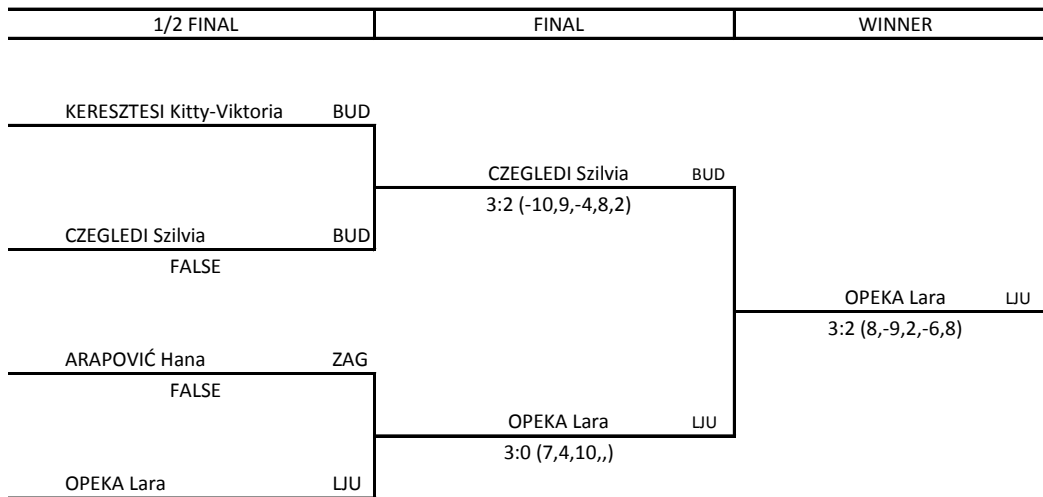 1/2 FINAL FINAL WINNER
KERESZTESI Kitty-Viktoria BUD
CZEGLEDI Szilvia BUD
3:2 (-10,9,-4,8,2)
CZEGLEDI Szilvia BUD
FALSE
OPEKA Lara LJU
3:2 (8,-9,2,-6,8)
ARAPOVIĆ Hana ZAG
FALSE
OPEKA Lara LJU
3:0 (7,4,10,,)
OPEKA Lara LJU